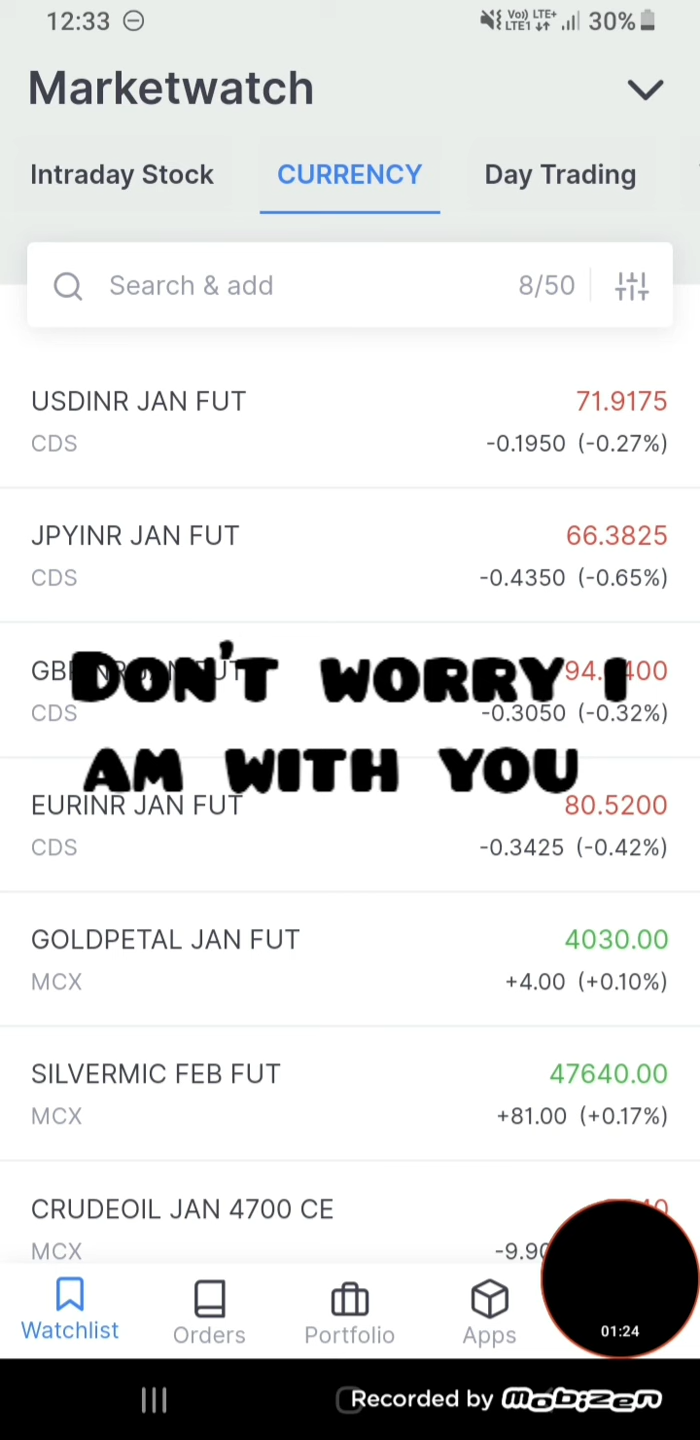 12:33 Vo)) LTE+ LTE1 30%
Marketwatch
Intraday Stock CURRENCY Day Trading
Search & add 8/50
USDINR JAN FUT 71.9175
CDS -0.1950 (-0.27%)
JPYINR JAN FUT 66.3825
CDS -0.4350 (-0.65%)
DON'T WORRY I
CDS -0.3050 (-0.32%)
AM WITH YOU
EURINR JAN FUT 80.5200
CDS -0.3425 (-0.42%)
GOLDPETAL JAN FUT 4030.00
MCX +4.00 (+0.10%)
SILVERMIC FEB FUT 47640.00
MCX +81.00 (+0.17%)
CRUDEOIL JAN 4700 CE
MCX
Watchlist Orders Portfolio Apps 01:24
Recorded by MOBIZEN